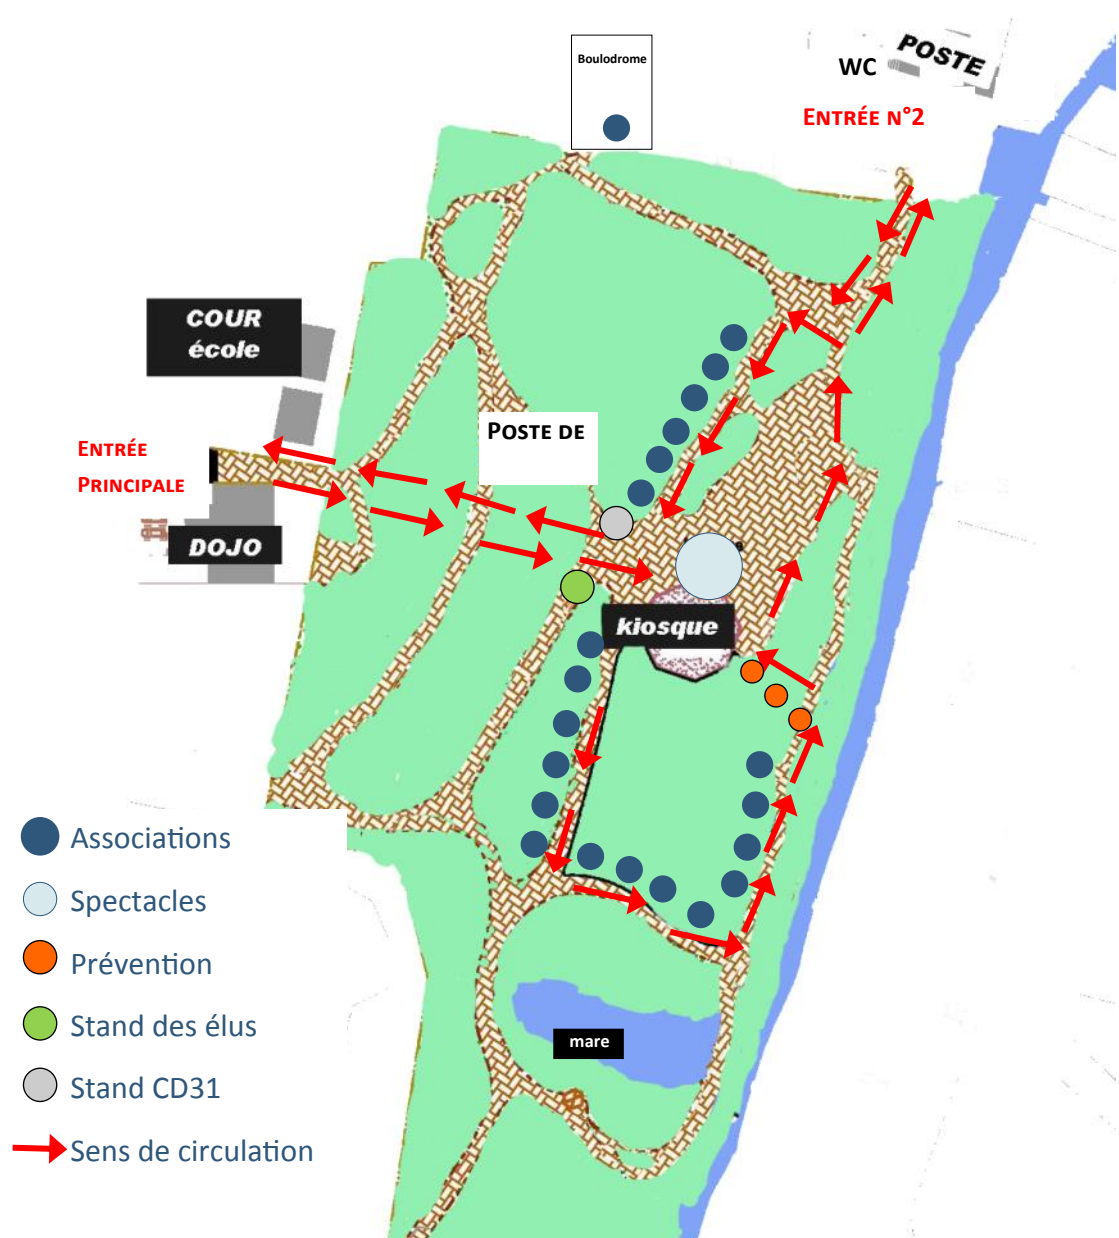 Boulodrome
POSTE
WC
ENTRÉE N°2
COUR
école
POSTE DE
ENTRÉE
PRINCIPALE
DOJO
kiosque
mare
Associations
Spectacles
Prévention
Stand des élus
Stand CD31
Sens de circulation